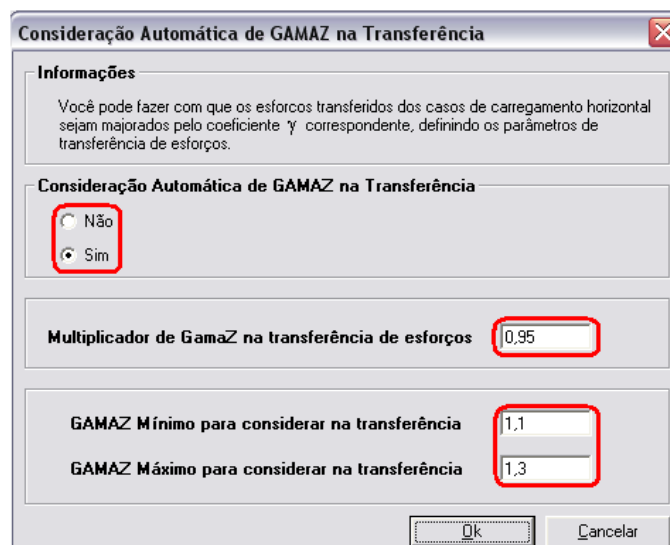 Consideração Automática de GAMAZ na Transferência
Informações
Você pode fazer com que os esforcos transferidos dos casos de carregamento horizontal
sejam majorados pelo coeficiente γ correspondente, definindo os parâmetros de
transferência de esforços.
Consideração Automática de GAMAZ na Transferência
Não
Sim
Multiplicador de GamaZ na transferência de esforços 0,95
GAMAZ Mínimo para considerar na transferência 1,1
GAMAZ Máximo para considerar na transferência 1,3
Ok Cancelar